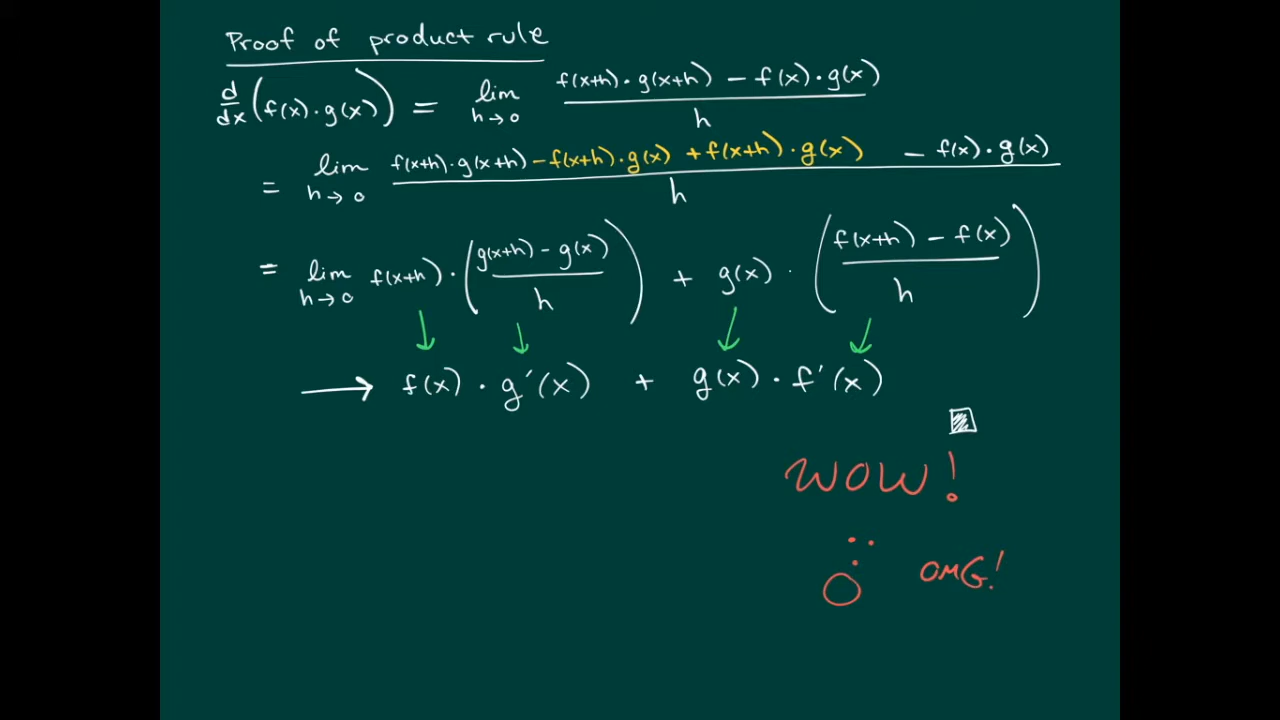 Proof of product rule
d/dx (f(x)·g(x)) = lim h→0 f(x+h)·g(x+h) − f(x)·g(x) / h
= lim h→0 f(x+h)·g(x+h) − f(x+h)·g(x) + f(x+h)·g(x) − f(x)·g(x) / h
= lim h→0 f(x+h)·(g(x+h) − g(x) / h) + g(x)·(f(x+h) − f(x) / h)
→ f(x)·g′(x) + g(x)·f′(x)
WOW!
OMG!